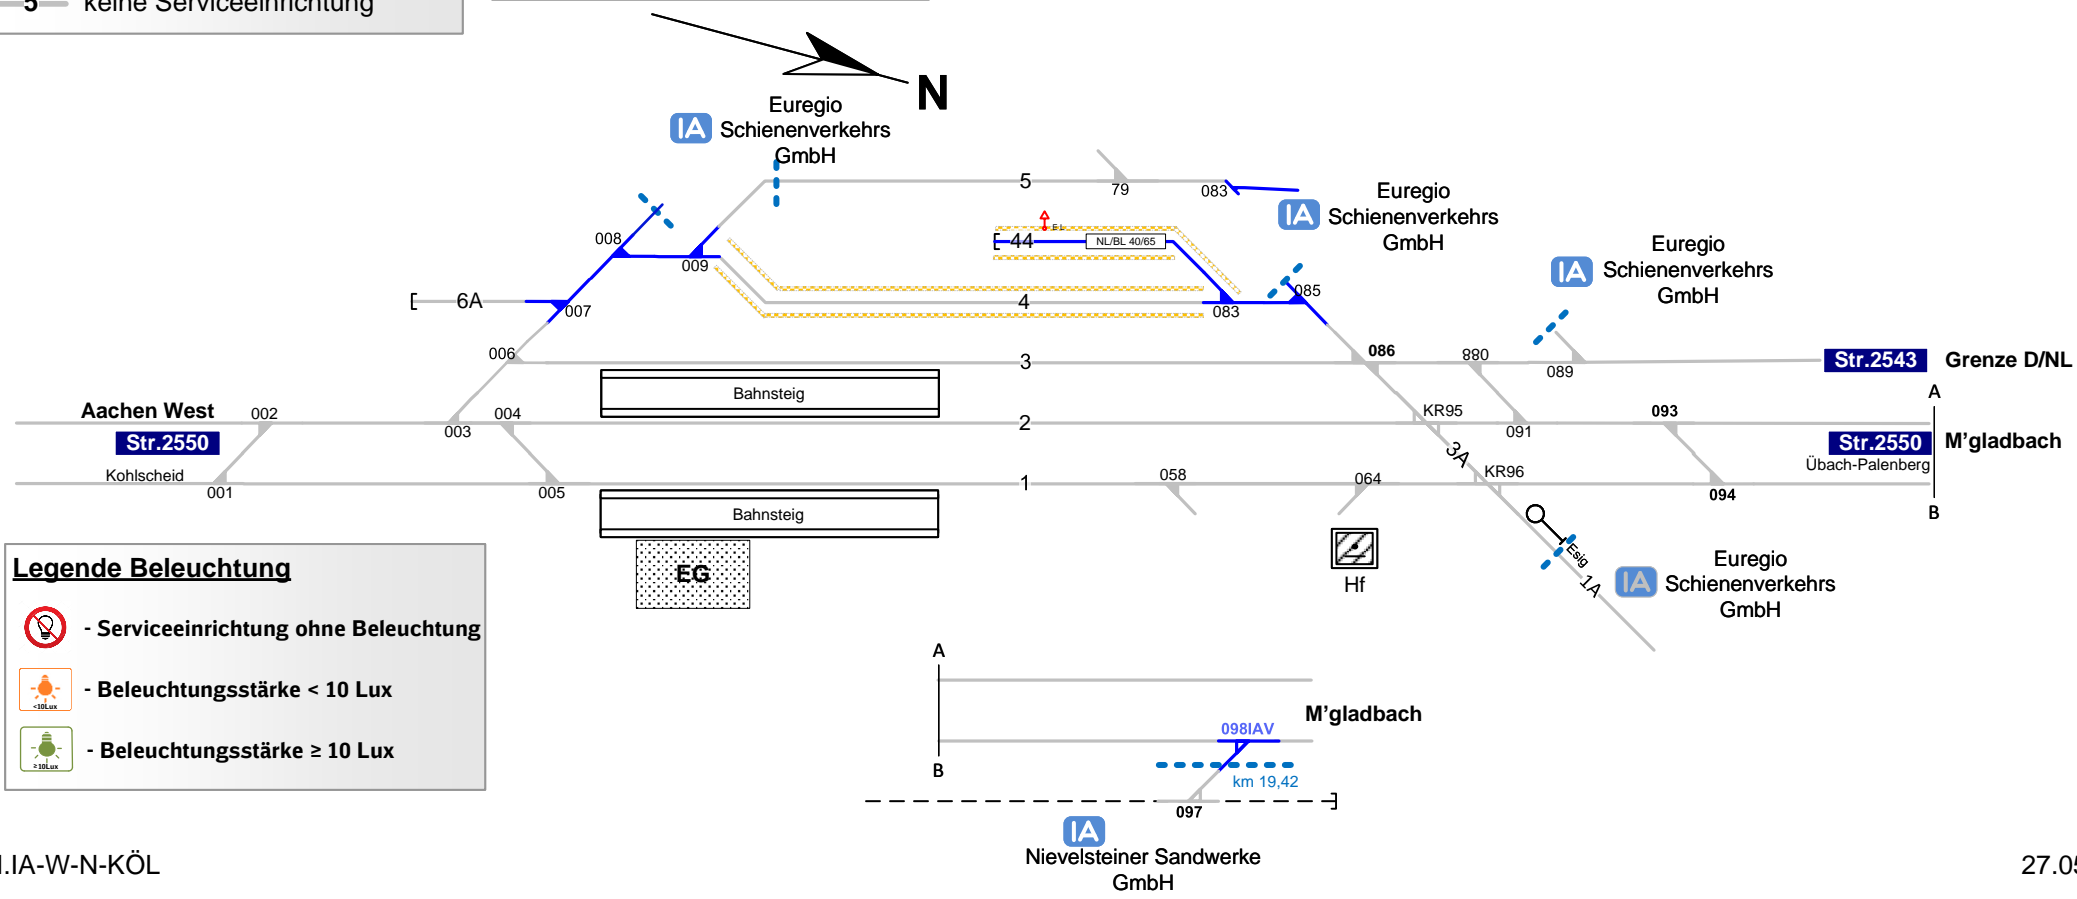 5 keine Serviceeinrichtung
N
IA
Euregio
Schienenverkehrs
GmbH
5
79
083
IA
Euregio
Schienenverkehrs
GmbH
008
009
44
EL
NL/BL 40/65
IA
Euregio
Schienenverkehrs
GmbH
6A
007
4
083
085
006
3
086
880
089
Str.2543
Grenze D/NL
Bahnsteig
A
Aachen West
002
003
004
2
KR95
091
093
Str.2550
3A
Str.2550
M'gladbach
Übach-Palenberg
Kohlscheid
001
005
1
058
064
KR96
094
Bahnsteig
B
EG
Hf
Esig
1A
IA
Euregio
Schienenverkehrs
GmbH
Legende Beleuchtung
- Serviceeinrichtung ohne Beleuchtung
<10Lux
- Beleuchtungsstärke < 10 Lux
≥10Lux
- Beleuchtungsstärke ≥ 10 Lux
A
M'gladbach
098IAV
B
km 19,42
097
IA
Nievelsteiner Sandwerke
GmbH
.IA-W-N-KÖL
27.05